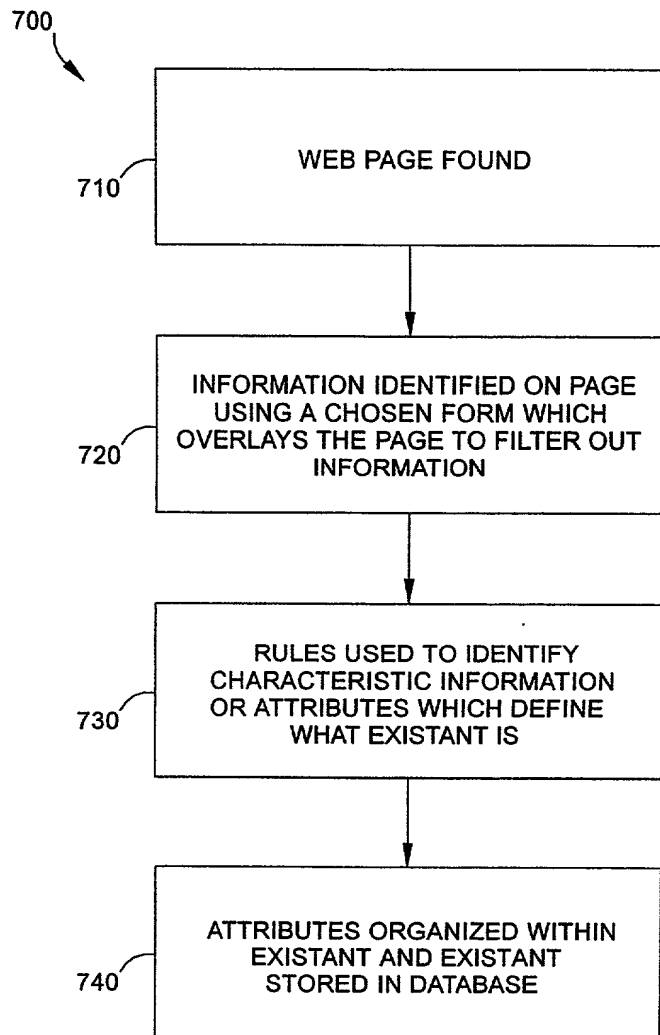 700
WEB PAGE FOUND
710
INFORMATION IDENTIFIED ON PAGE
USING A CHOSEN FORM WHICH
OVERLAYS THE PAGE TO FILTER OUT
INFORMATION
720
RULES USED TO IDENTIFY
CHARACTERISTIC INFORMATION
OR ATTRIBUTES WHICH DEFINE
WHAT EXISTANT IS
730
ATTRIBUTES ORGANIZED WITHIN
EXISTANT AND EXISTANT
STORED IN DATABASE
740